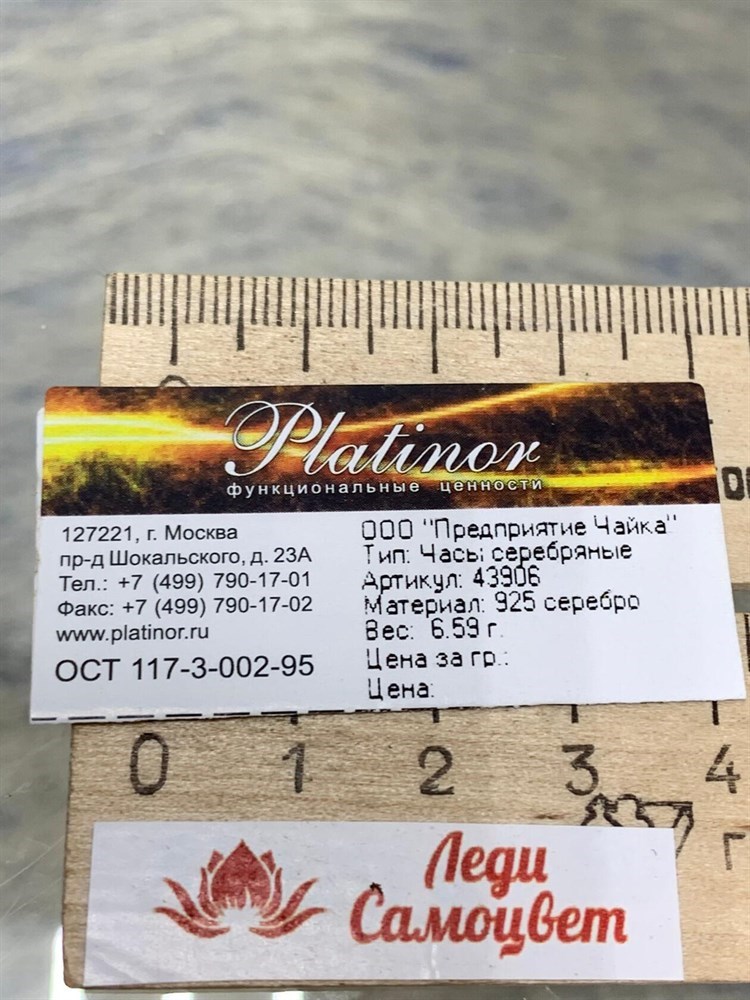 Platinor
функциональные ценности
127221, г. Москва
пр-д Шокальского, д. 23А
Тел.: +7 (499) 790-17-01
Факс: +7 (499) 790-17-02
www.platinor.ru
ОСТ 117-3-002-95
ООО "Предприятие Чайка"
Тип: Часы серебряные
Артикул: 43906
Материал: 925 серебро
Вес: 6.59 г.
Цена за гр.:
Цена:
0 1 2 3 4
Леди
Самоцвет